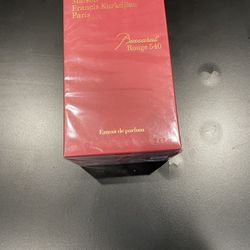 Maison
Francis Kurkdjian
Paris
Baccarat
Rouge 540
Extrait de parfum